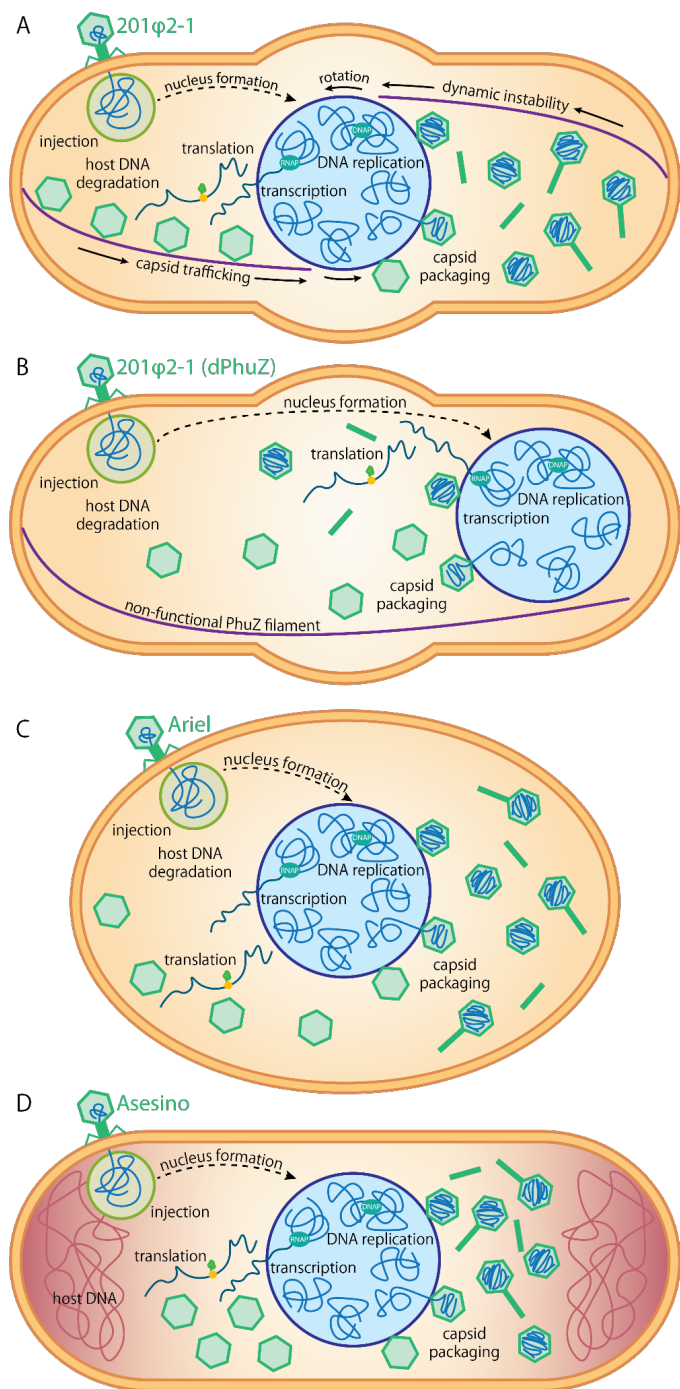 A
201φ2-1
nucleus formation
rotation
dynamic instability
injection
host DNA
degradation
translation
DNAP
RNAP
DNA replication
transcription
capsid trafficking
capsid
packaging
B
201φ2-1 (dPhuZ)
nucleus formation
injection
host DNA
degradation
translation
DNAP
RNAP
DNA replication
transcription
capsid
packaging
non-functional PhuZ filament
C
Ariel
nucleus formation
injection
host DNA
degradation
DNAP
RNAP
DNA replication
transcription
translation
capsid
packaging
D
Asesino
nucleus formation
injection
DNAP
RNAP
DNA replication
translation
transcription
host DNA
capsid
packaging